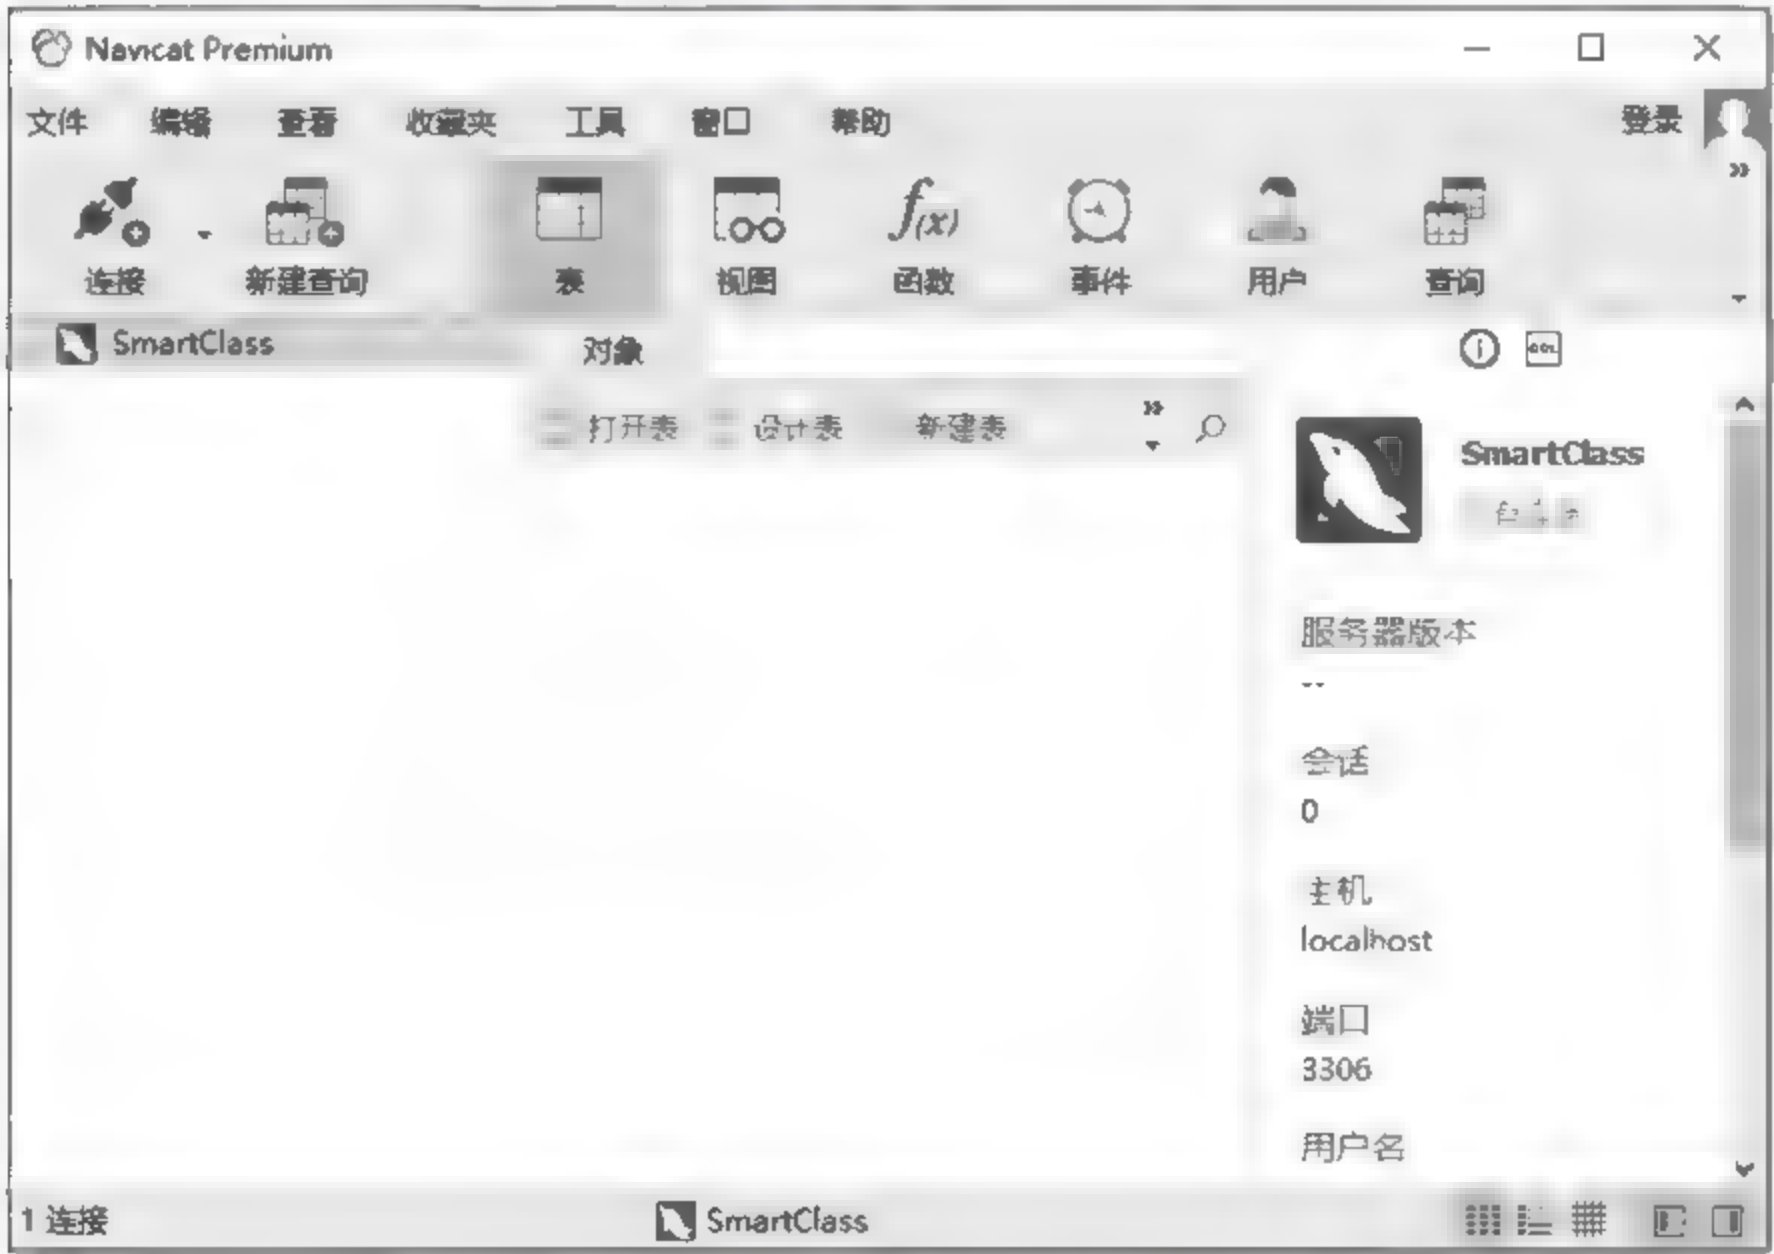 Navicat Premium
文件 编辑 查看 收藏夹 工具 窗口 帮助 登录
连接 新建查询 表 视图 函数 事件 用户 查询
SmartClass 对象
打开表 设计表 新建表
SmartClass
服务器版本
--
会话
0
主机
localhost
端口
3306
用户名
1 连接 SmartClass